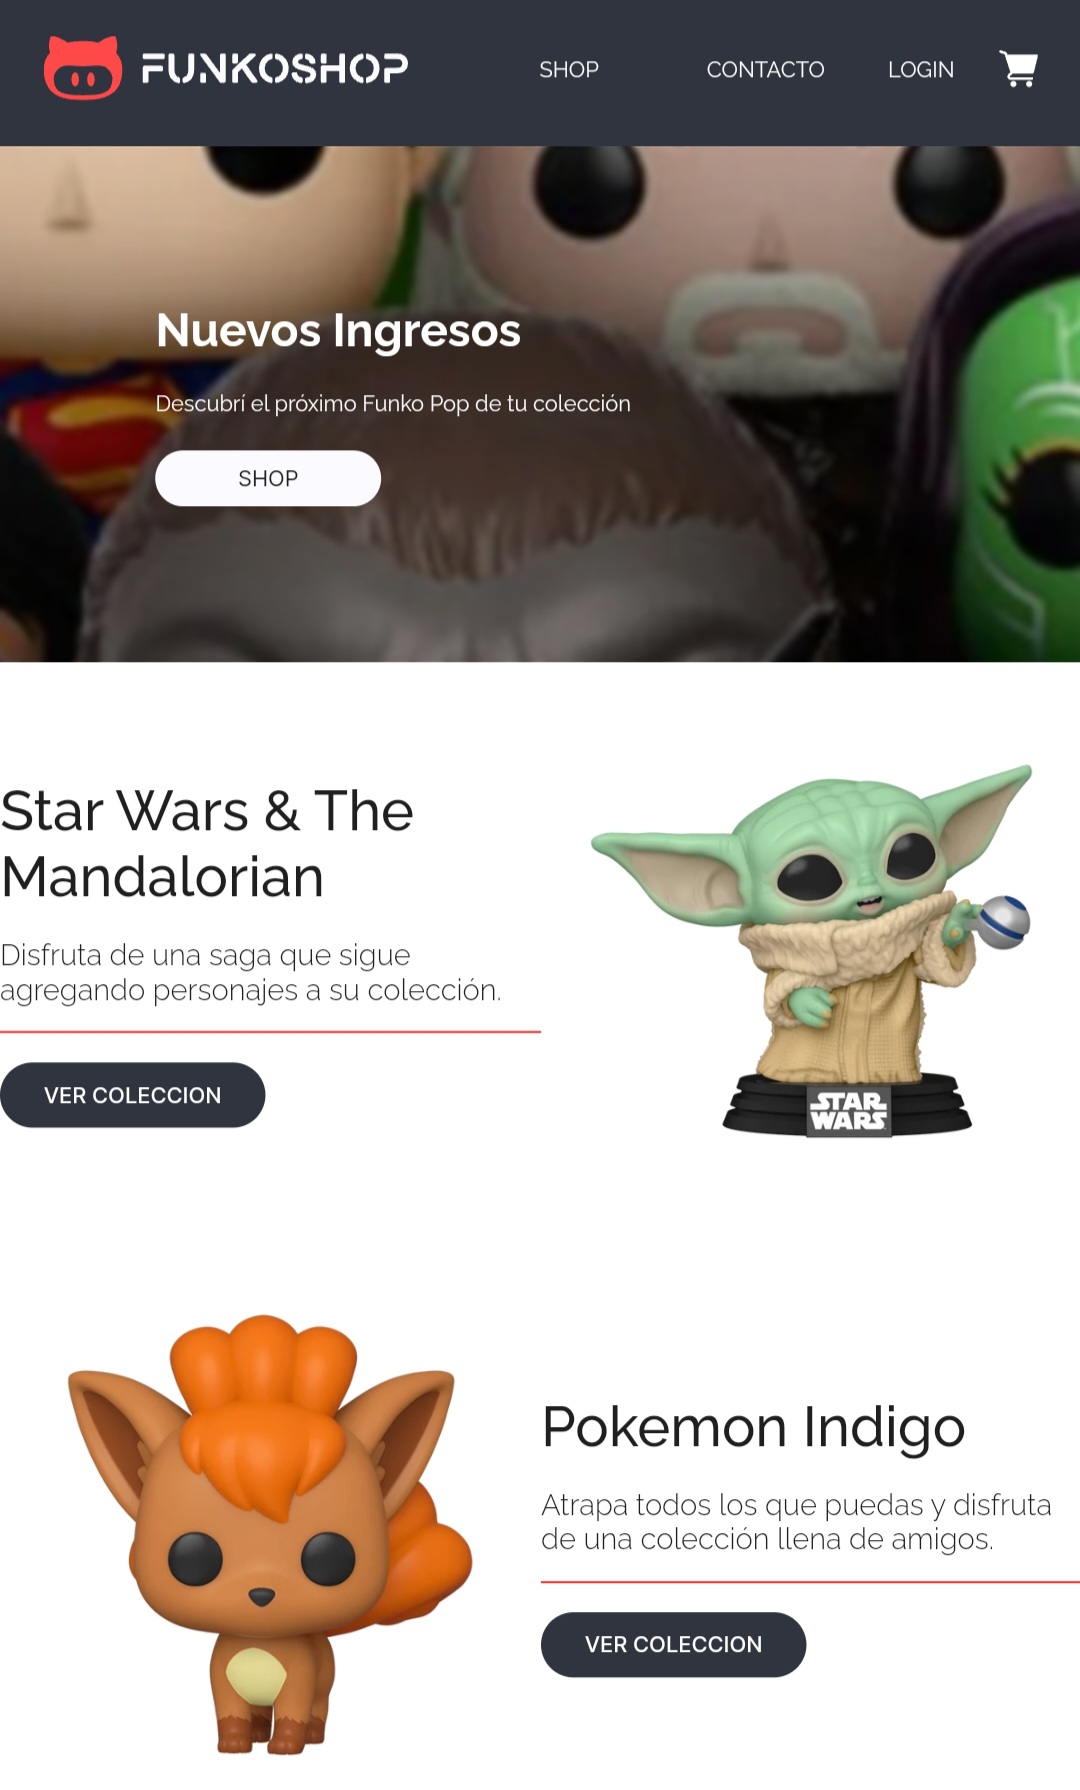 FUNKOSHOP
SHOP
CONTACTO
LOGIN
Nuevos Ingresos
Descubrí el próximo Funko Pop de tu colección
SHOP
Star Wars & The
Mandalorian
Disfruta de una saga que sigue
agregando personajes a su colección.
VER COLECCION
STAR
WARS
Pokemon Indigo
Atrapa todos los que puedas y disfruta
de una colección llena de amigos.
VER COLECCION